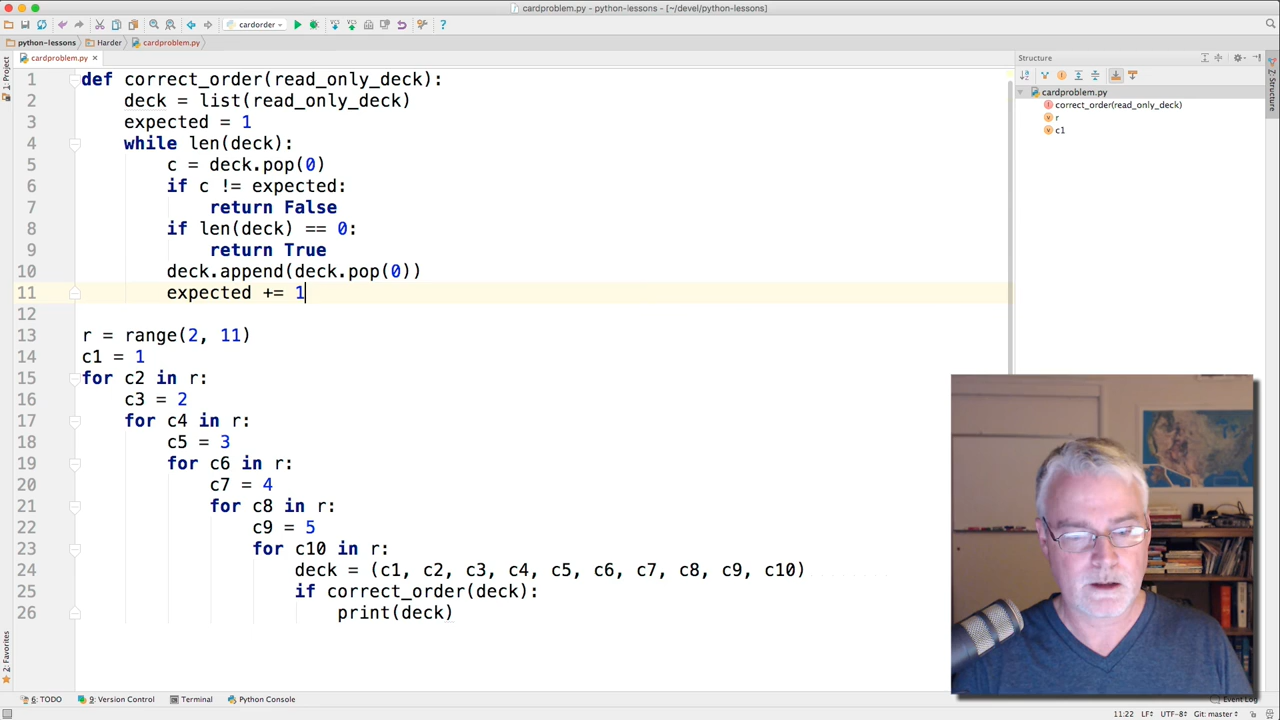 cardproblem.py - python-lessons - [~/devel/python-lessons]
cardorder
python-lessons
Harder
cardproblem.py
cardproblem.py ×
Structure
1: Project
Z: Structure
2: Favorites
cardproblem.py
correct_order(read_only_deck)
r
c1
1 def correct_order(read_only_deck):
2 deck = list(read_only_deck)
3 expected = 1
4 while len(deck):
5 c = deck.pop(0)
6 if c != expected:
7 return False
8 if len(deck) == 0:
9 return True
10 deck.append(deck.pop(0))
11 expected += 1
12
13 r = range(2, 11)
14 c1 = 1
15 for c2 in r:
16 c3 = 2
17 for c4 in r:
18 c5 = 3
19 for c6 in r:
20 c7 = 4
21 for c8 in r:
22 c9 = 5
23 for c10 in r:
24 deck = (c1, c2, c3, c4, c5, c6, c7, c8, c9, c10)
25 if correct_order(deck):
26 print(deck)
6: TODO
9: Version Control
Terminal
Python Console
Event Log
11:22 LF÷ UTF-8÷ Git: master÷